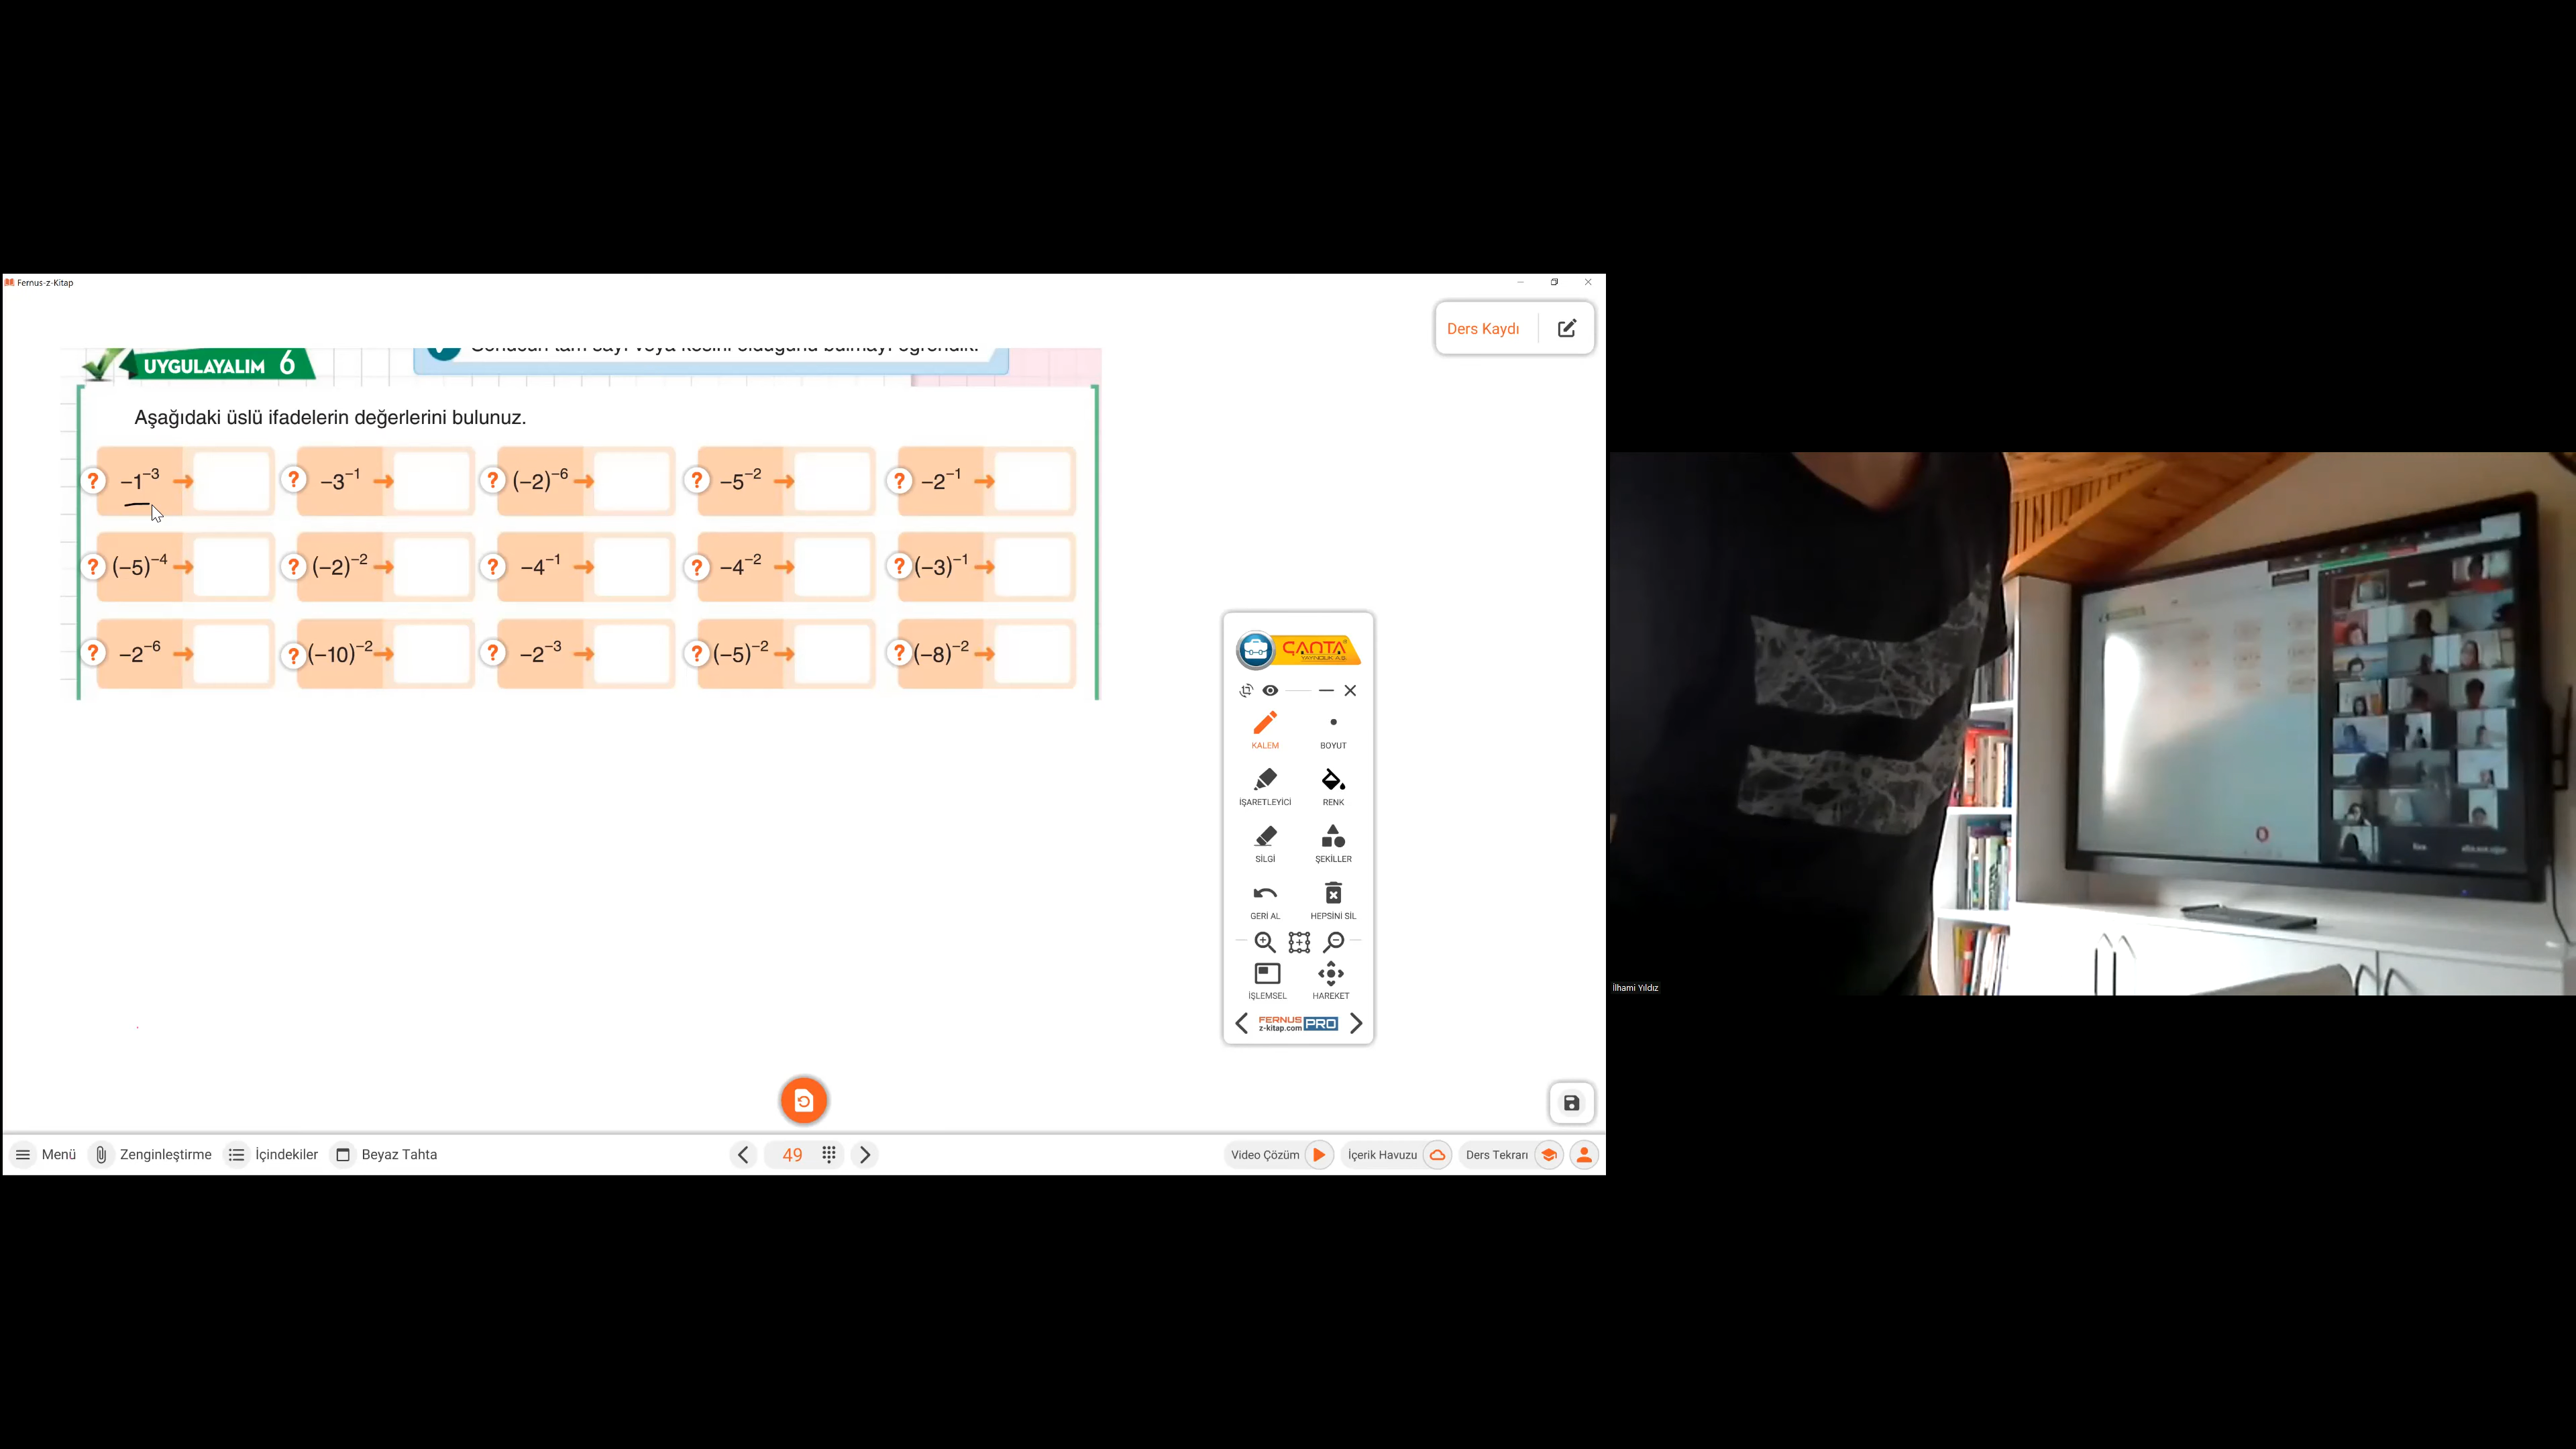 Fernus-z-Kitap
Ders Kaydı
UYGULAYALIM 6
Aşağıdaki üslü ifadelerin değerlerini bulunuz.
? –1⁻³ → ? –3⁻¹ → ? (–2)⁻⁶ → ? –5⁻² → ? –2⁻¹ →
? (–5)⁻⁴ → ? (–2)⁻² → ? –4⁻¹ → ? –4⁻² → ? (–3)⁻¹ →
? –2⁻⁶ → ? (–10)⁻² → ? –2⁻³ → ? (–5)⁻² → ? (–8)⁻² →
ÇANTA
YAYINCILIK A.Ş.
KALEM BOYUT
İŞARETLEYİCİ RENK
SİLGİ ŞEKİLLER
GERİ AL HEPSİNİ SİL
İŞLEMSEL HAREKET
FERNUS
z-kitap.com PRO
İlhami Yıldız
Menü Zenginleştirme İçindekiler Beyaz Tahta 49 Video Çözüm İçerik Havuzu Ders Tekrarı